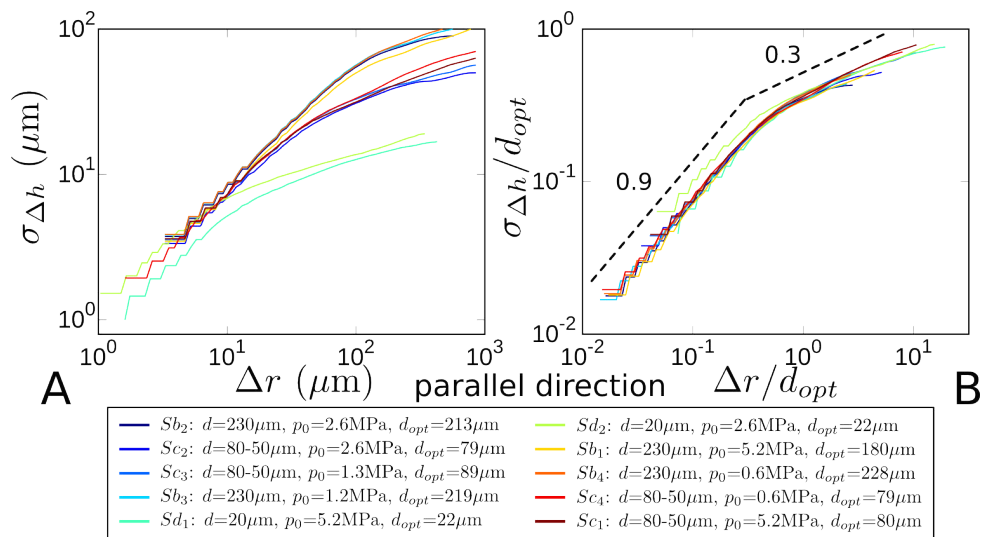 10² 10¹ 10⁰
σΔh (μm)
10⁰ 10¹ 10² 10³
Δr (μm)
A
10⁰ 10⁻¹ 10⁻²
σΔh/d_opt
0.3
0.9
10⁻² 10⁻¹ 10⁰ 10¹
Δr/d_opt
B
parallel direction
Sb₂: d=230μm, p₀=2.6MPa, d_opt=213μm
Sc₂: d=80-50μm, p₀=2.6MPa, d_opt=79μm
Sc₃: d=80-50μm, p₀=1.3MPa, d_opt=89μm
Sb₃: d=230μm, p₀=1.2MPa, d_opt=219μm
Sd₁: d=20μm, p₀=5.2MPa, d_opt=22μm
Sd₂: d=20μm, p₀=2.6MPa, d_opt=22μm
Sb₁: d=230μm, p₀=5.2MPa, d_opt=180μm
Sb₄: d=230μm, p₀=0.6MPa, d_opt=228μm
Sc₄: d=80-50μm, p₀=0.6MPa, d_opt=79μm
Sc₁: d=80-50μm, p₀=5.2MPa, d_opt=80μm